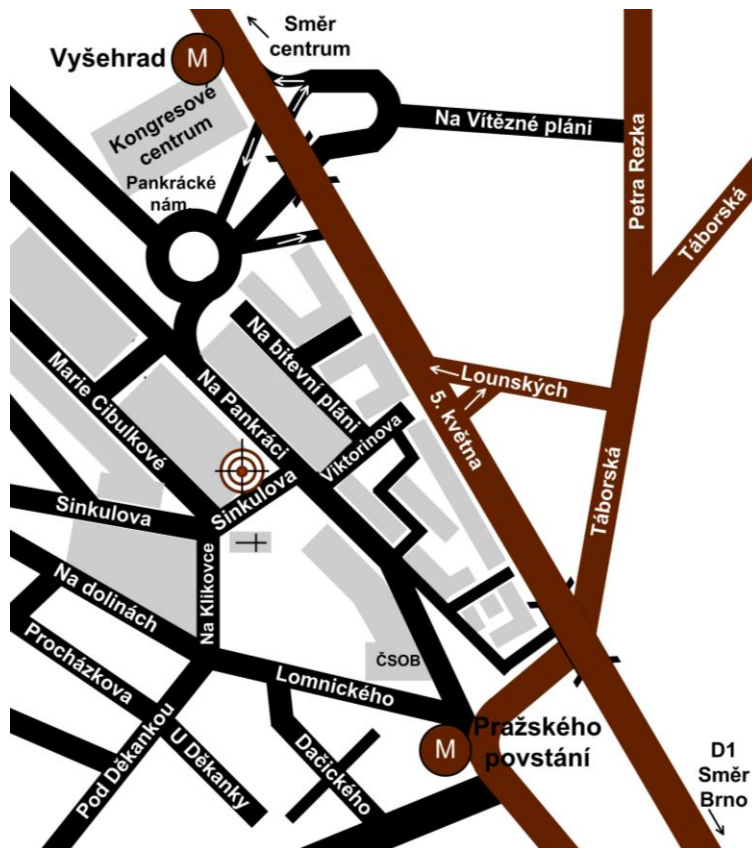 Směr
centrum
Vyšehrad
M
Kongresové
centrum
Na Vítězné pláni
Petra Rezka
Táborská
Pankrácké
nám.
Na bitevní pláni
Lounských
5. května
Marie Cibulkové
Na Pankráci
Viktorinova
Sinkulova
Sinkulova
Táborská
Na Klikovce
Na dolinách
Procházkova
ČSOB
Lomnického
Pod Děkankou
U Děkanky
Dačického
M
Pražského
povstání
D1
Směr
Brno